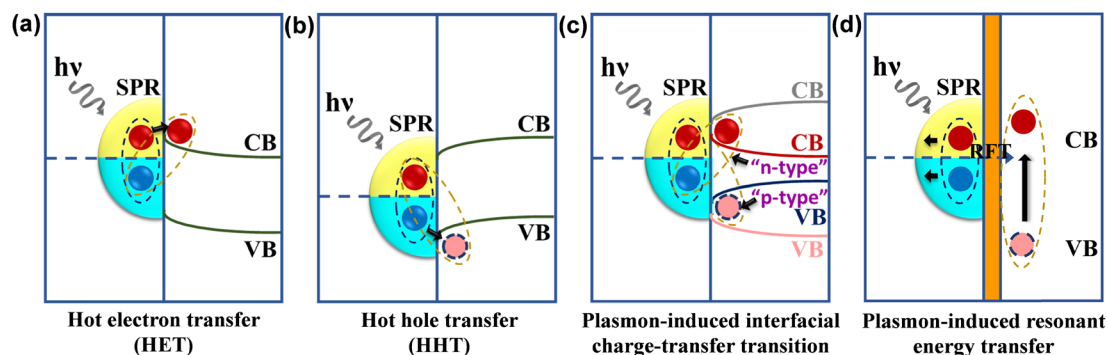 (a)
hν
SPR
CB
VB
Hot electron transfer
(HET)
(b)
hν
SPR
CB
VB
Hot hole transfer
(HHT)
(c)
hν
SPR
CB
CB
“n-type”
“p-type”
VB
VB
Plasmon-induced interfacial
charge-transfer transition
(d)
hν
SPR
CB
RET
VB
Plasmon-induced resonant
energy transfer